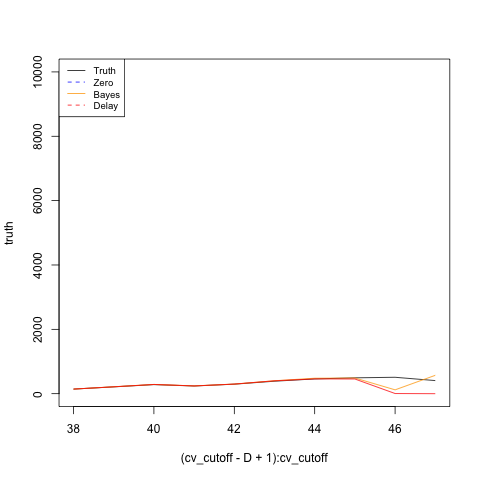 10000
8000
6000
4000
2000
0
truth
Truth
Zero
Bayes
Delay
38 40 42 44 46
(cv_cutoff - D + 1):cv_cutoff